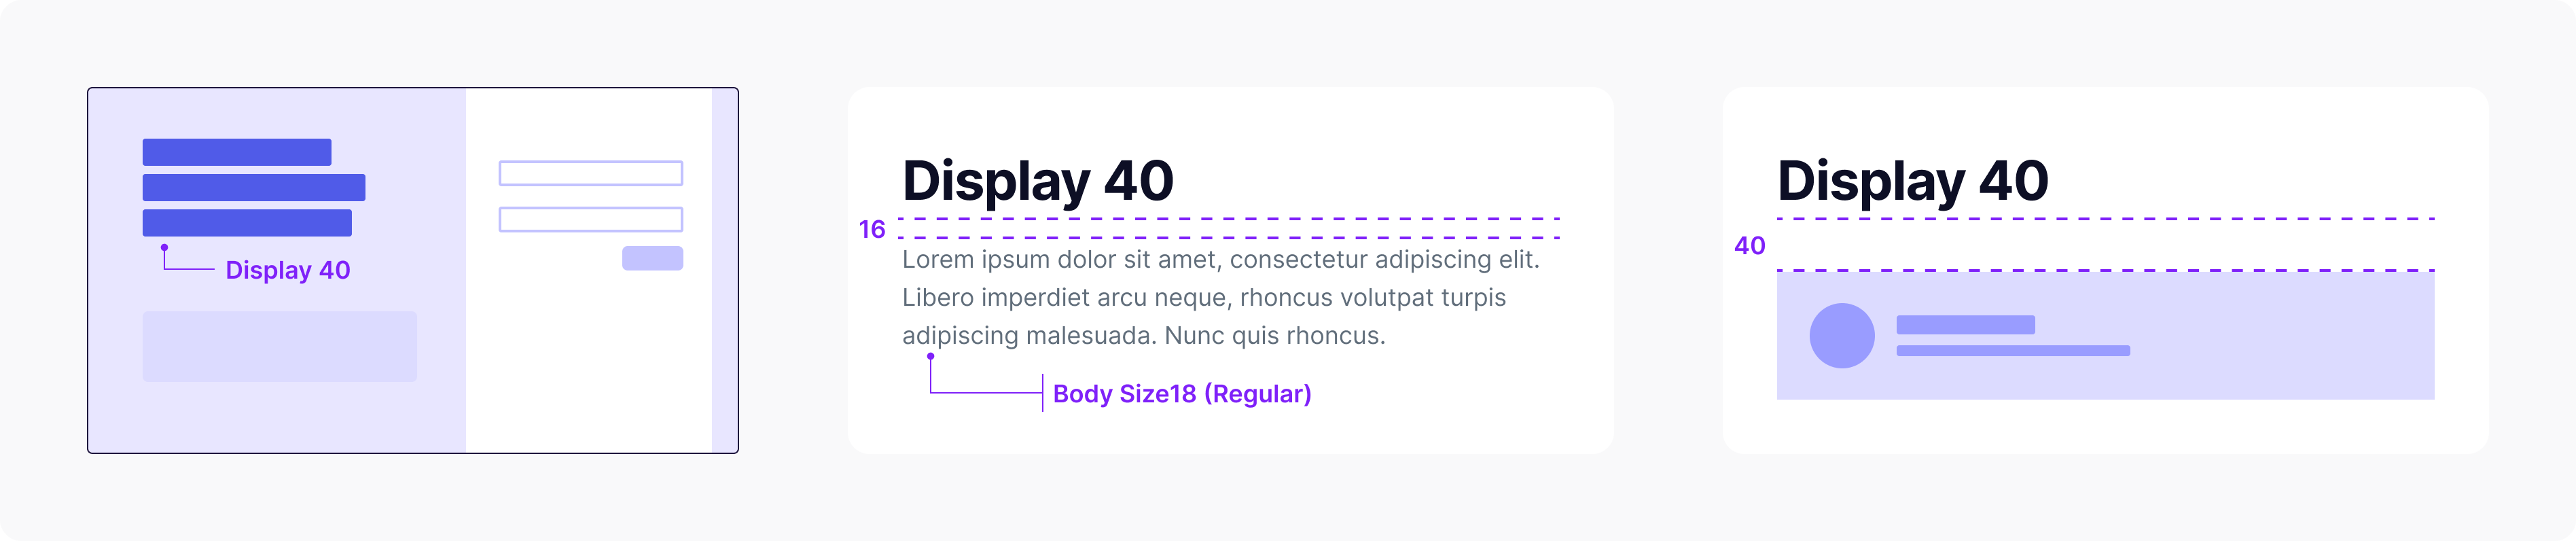 Display 40
Display 40
16
Lorem ipsum dolor sit amet, consectetur adipiscing elit.
Libero imperdiet arcu neque, rhoncus volutpat turpis
adipiscing malesuada. Nunc quis rhoncus.
Body Size18 (Regular)
Display 40
40